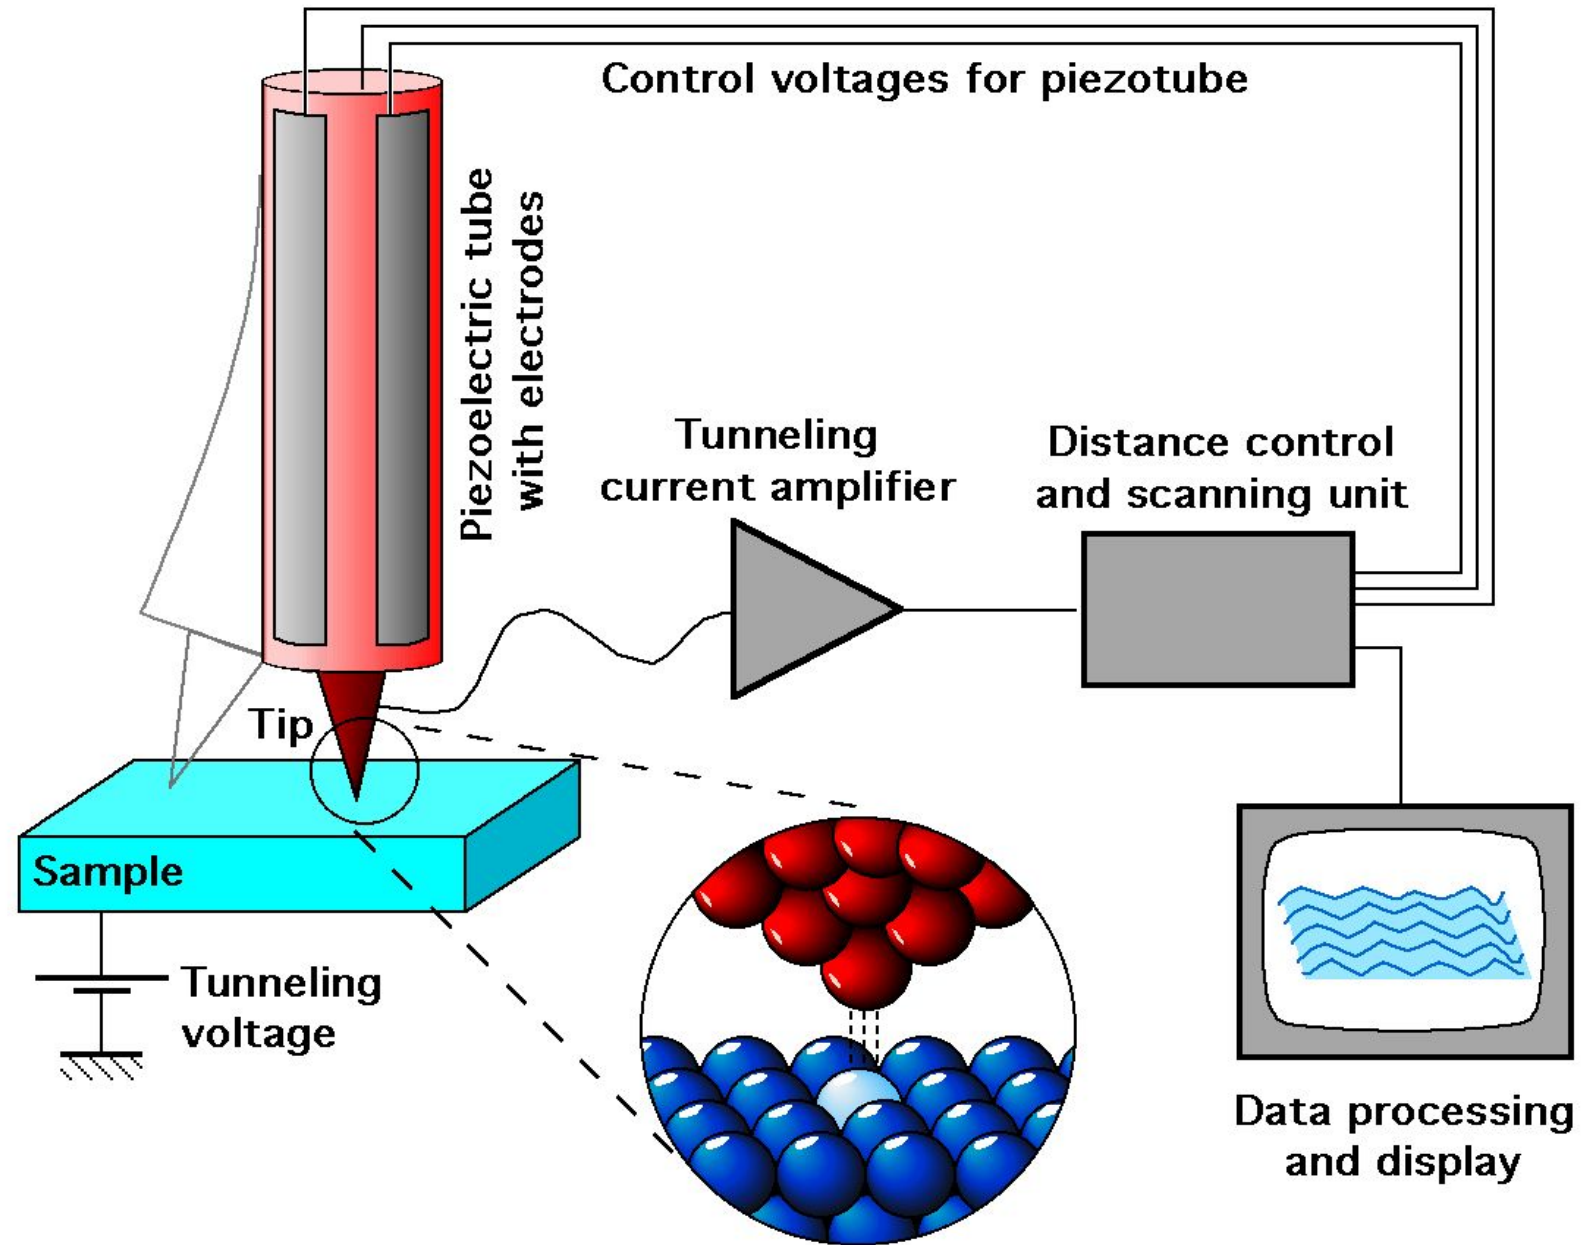 Control voltages for piezotube
Piezoelectric tube
with electrodes
Tunneling
current amplifier
Distance control
and scanning unit
Tip
Sample
Tunneling
voltage
Data processing
and display